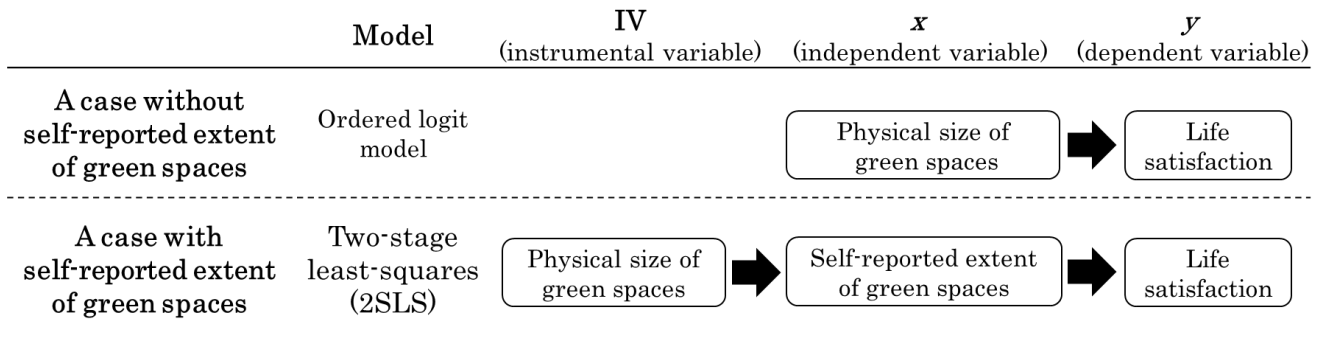 Model
IV
(instrumental variable)
x
(independent variable)
y
(dependent variable)
A case without
self-reported extent
of green spaces
Ordered logit
model
Physical size of
green spaces
Life
satisfaction
A case with
self-reported extent
of green spaces
Two-stage
least-squares
(2SLS)
Physical size of
green spaces
Self-reported extent
of green spaces
Life
satisfaction